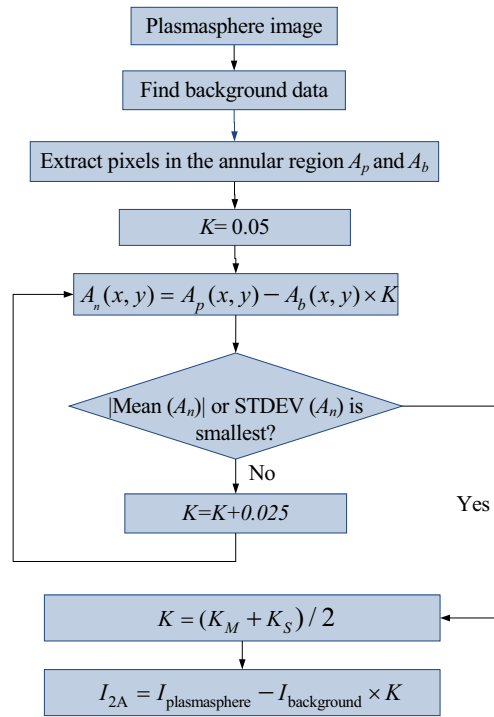 Plasmasphere image
Find background data
Extract pixels in the annular region A_p and A_b
K= 0.05
A_n(x, y) = A_p(x, y) − A_b(x, y) × K
|Mean (A_n)| or STDEV (A_n) is
smallest?
No
K=K+0.025
Yes
K = (K_M + K_S) / 2
I_2A = I_plasmasphere − I_background × K